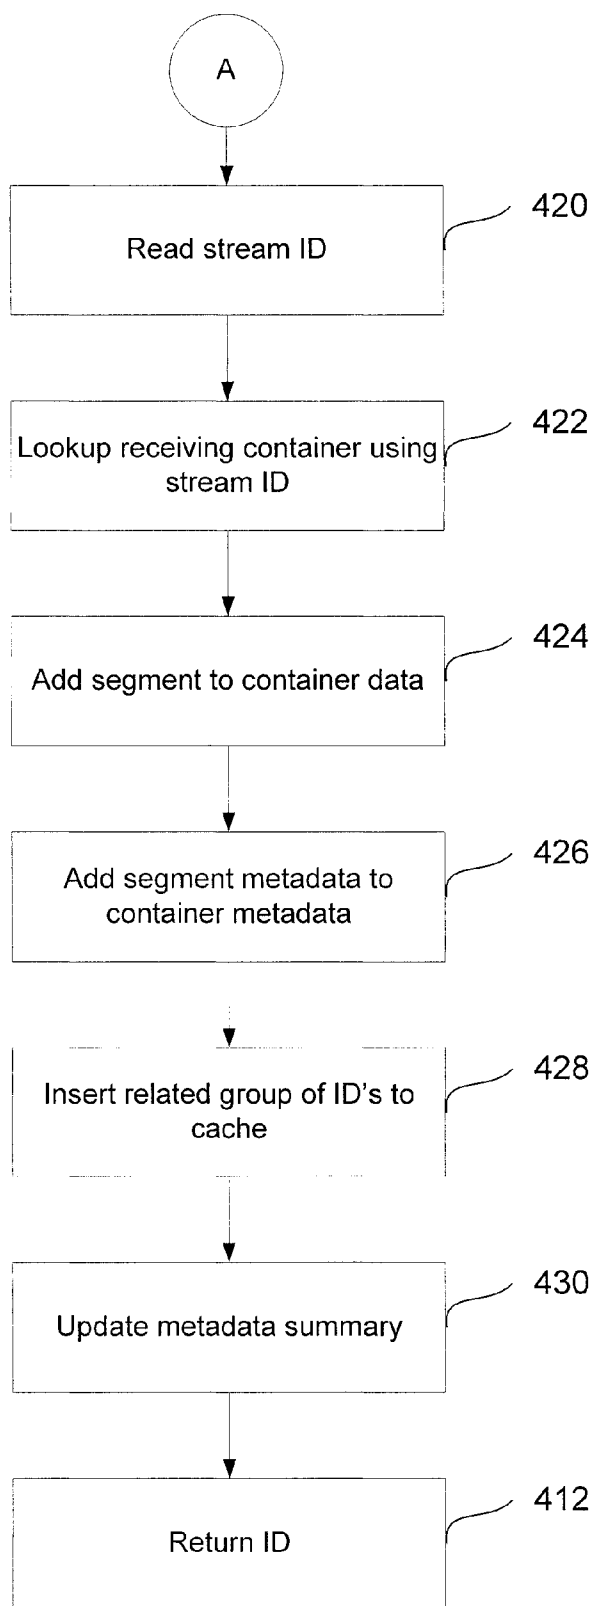 A
420
Read stream ID
422
Lookup receiving container using
stream ID
424
Add segment to container data
426
Add segment metadata to
container metadata
428
Insert related group of ID's to
cache
430
Update metadata summary
412
Return ID